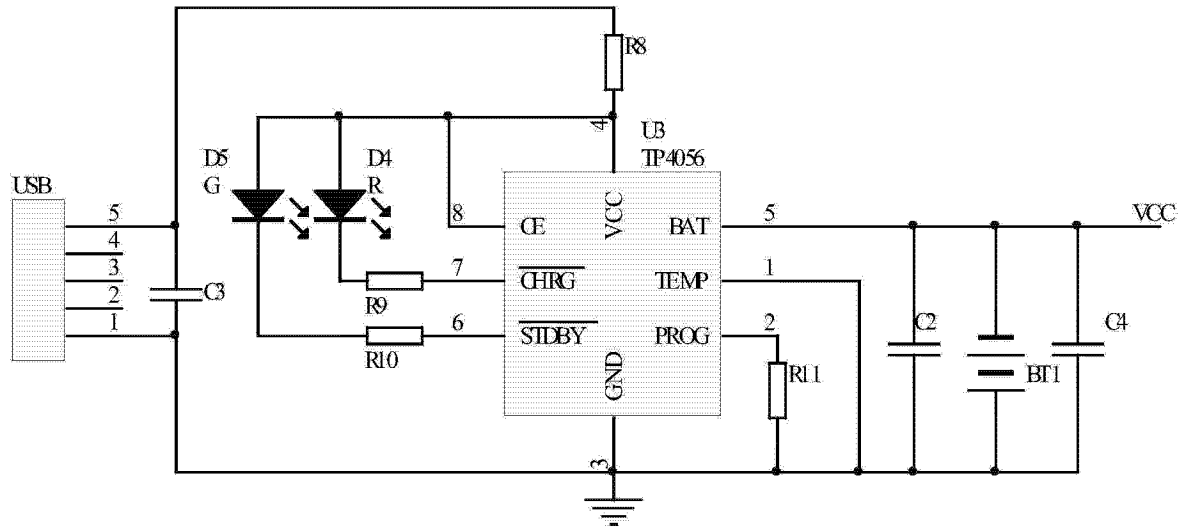 R8
4
U3
TP4056
D5
G
D4
R
USB
5
4
3
2
1
C3
8
CE
VCC
BAT
5
VCC
7
CHRG
TEMP
1
R9
6
STDBY
PROG
2
R10
GND
R11
C2
BT1
C4
3